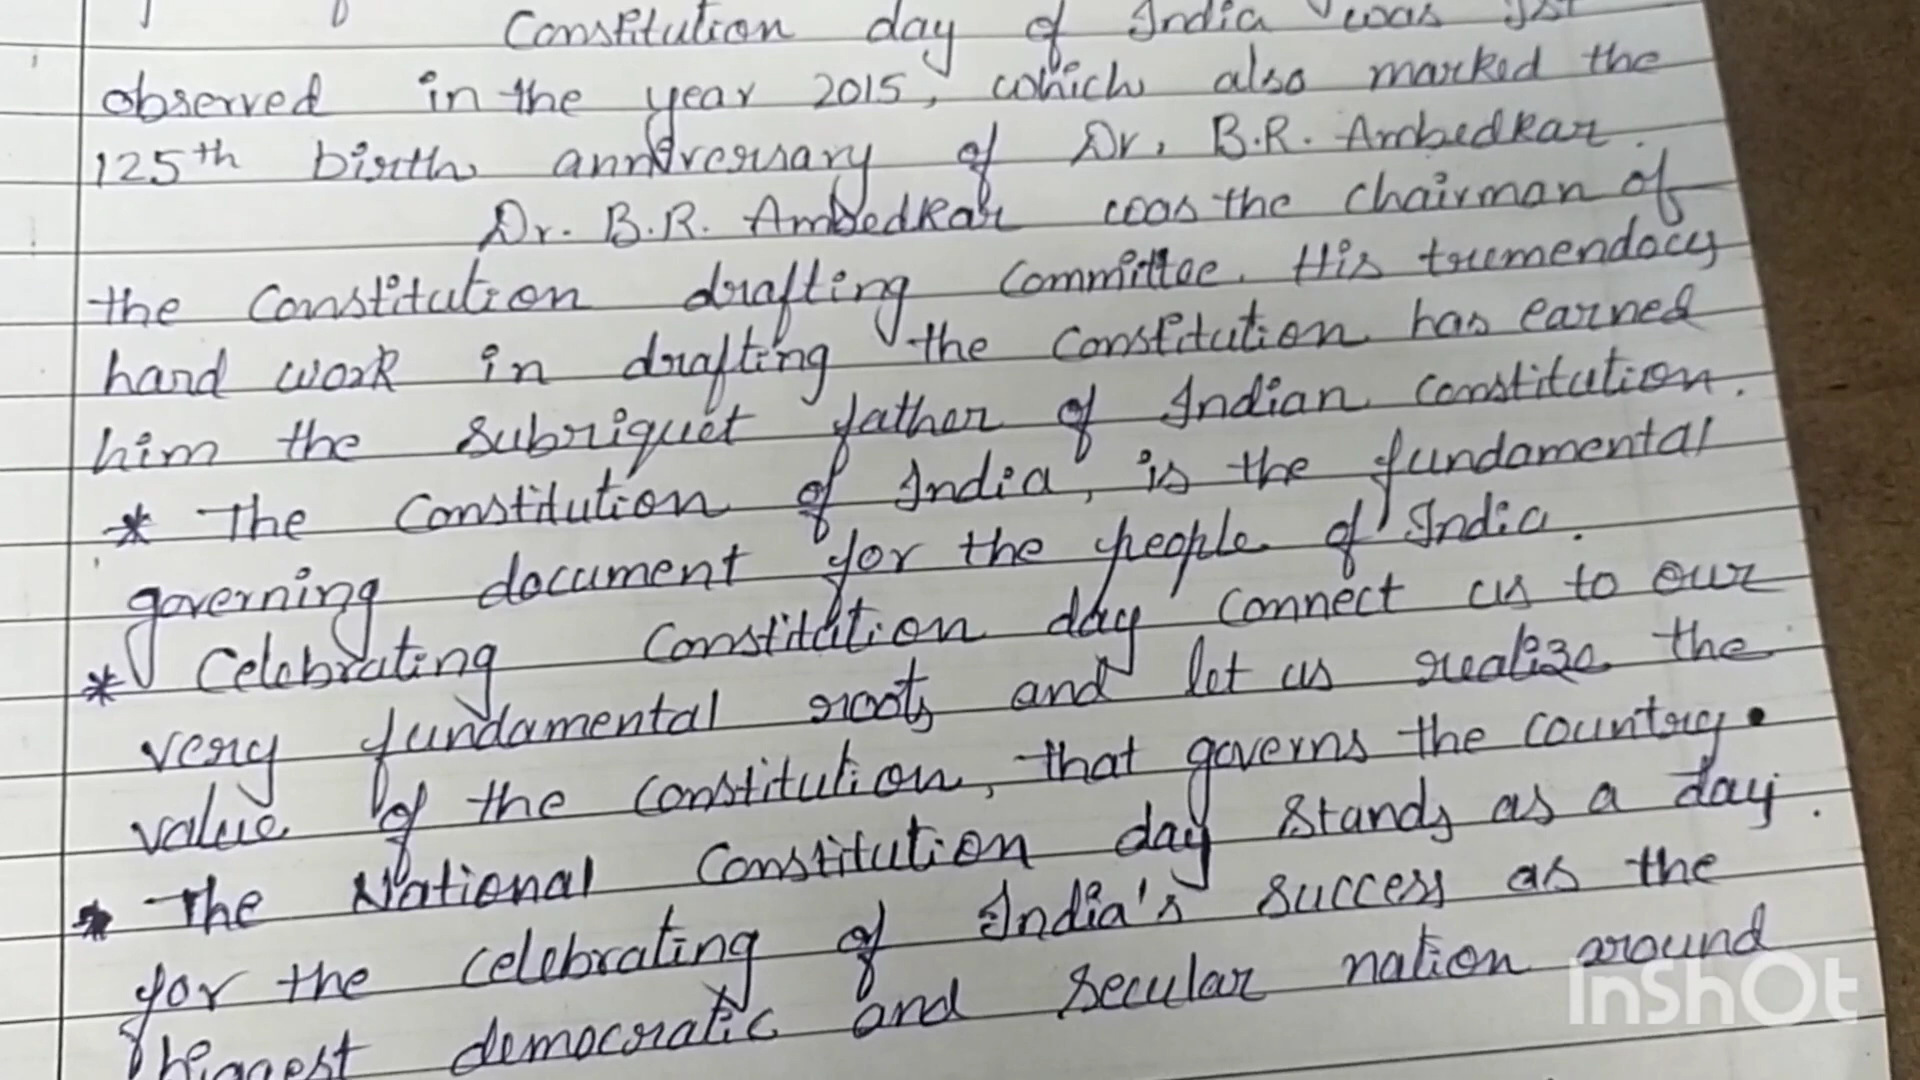 Constitution day of India was 1st
observed in the year 2015, which also marked the
125th birth anniversary of Dr. B.R. Ambedkar.
Dr. B.R. Ambedkar was the chairman of
the constitution drafting committee. His tremendous
hard work in drafting the constitution has earned
him the subriquet father of Indian constitution.
* The constitution of India, is the fundamental
governing document for the people of India.
* Celebrating constitution day connect us to our
very fundamental roots and let us realize the
value of the constitution, that governs the country.
* The National constitution day stands as a day.
for the celebrating of India's success as the
biggest democratic and secular nation around
InShOt